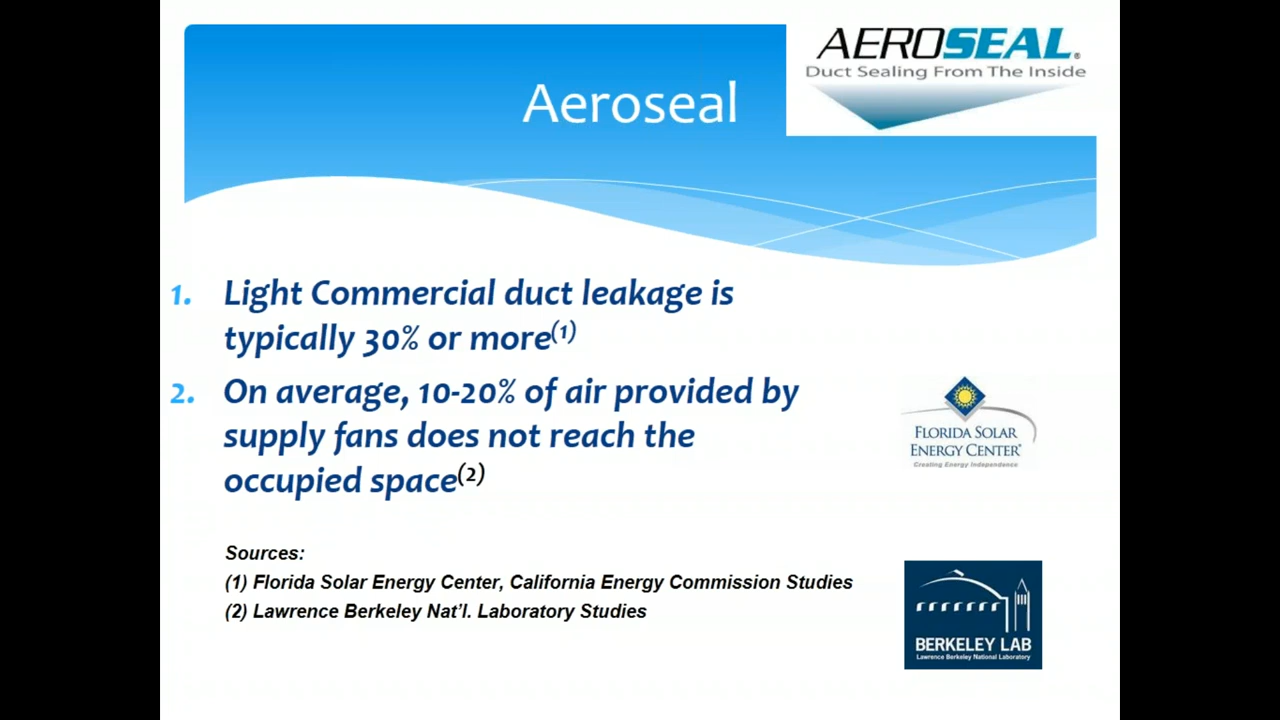 AEROSEAL®
Duct Sealing From The Inside
Aeroseal
1. Light Commercial duct leakage is
typically 30% or more(1)
2. On average, 10-20% of air provided by
supply fans does not reach the
occupied space(2)
FLORIDA SOLAR
ENERGY CENTER®
Creating Energy Independence
Sources:
(1) Florida Solar Energy Center, California Energy Commission Studies
(2) Lawrence Berkeley Nat'l. Laboratory Studies
BERKELEY LAB
Lawrence Berkeley National Laboratory